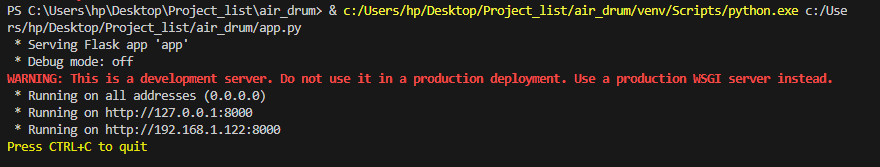 PS C:\Users\hp\Desktop\Project_list\air_drum> & c:/Users/hp/Desktop/Project_list/air_drum/venv/Scripts/python.exe c:/Use
rs/hp/Desktop/Project_list/air_drum/app.py
 * Serving Flask app 'app'
 * Debug mode: off
WARNING: This is a development server. Do not use it in a production deployment. Use a production WSGI server instead.
 * Running on all addresses (0.0.0.0)
 * Running on http://127.0.0.1:8000
 * Running on http://192.168.1.122:8000
Press CTRL+C to quit